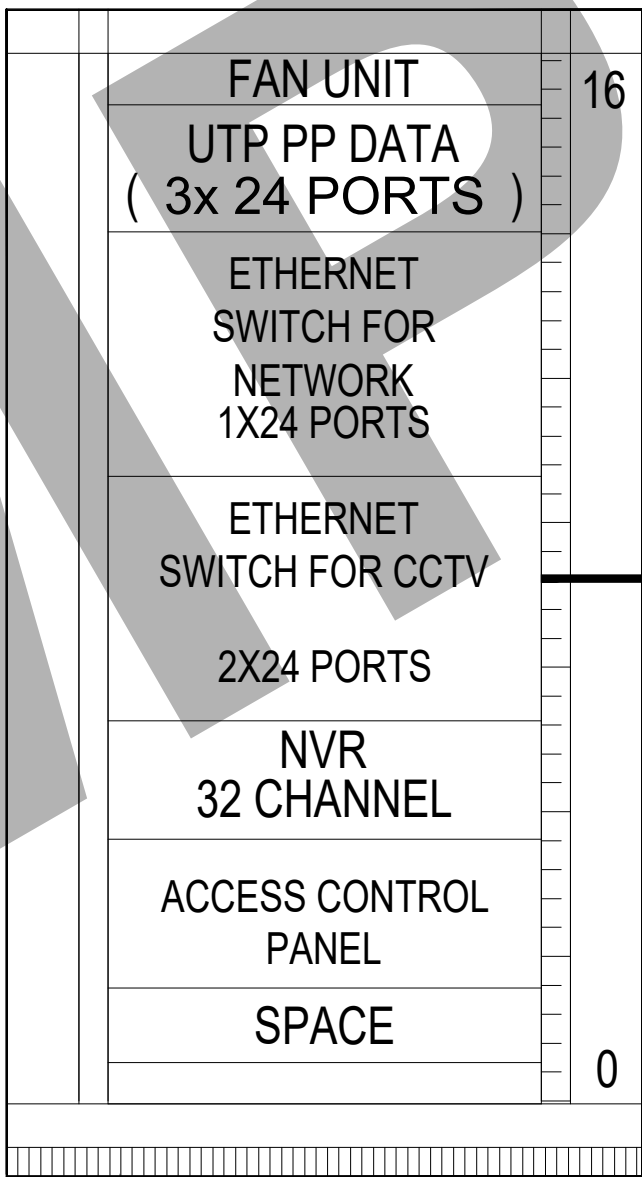 FAN UNIT
16
UTP PP DATA
( 3x 24 PORTS )
ETHERNET
SWITCH FOR
NETWORK
1X24 PORTS
ETHERNET
SWITCH FOR CCTV
2X24 PORTS
NVR
32 CHANNEL
ACCESS CONTROL
PANEL
SPACE
0